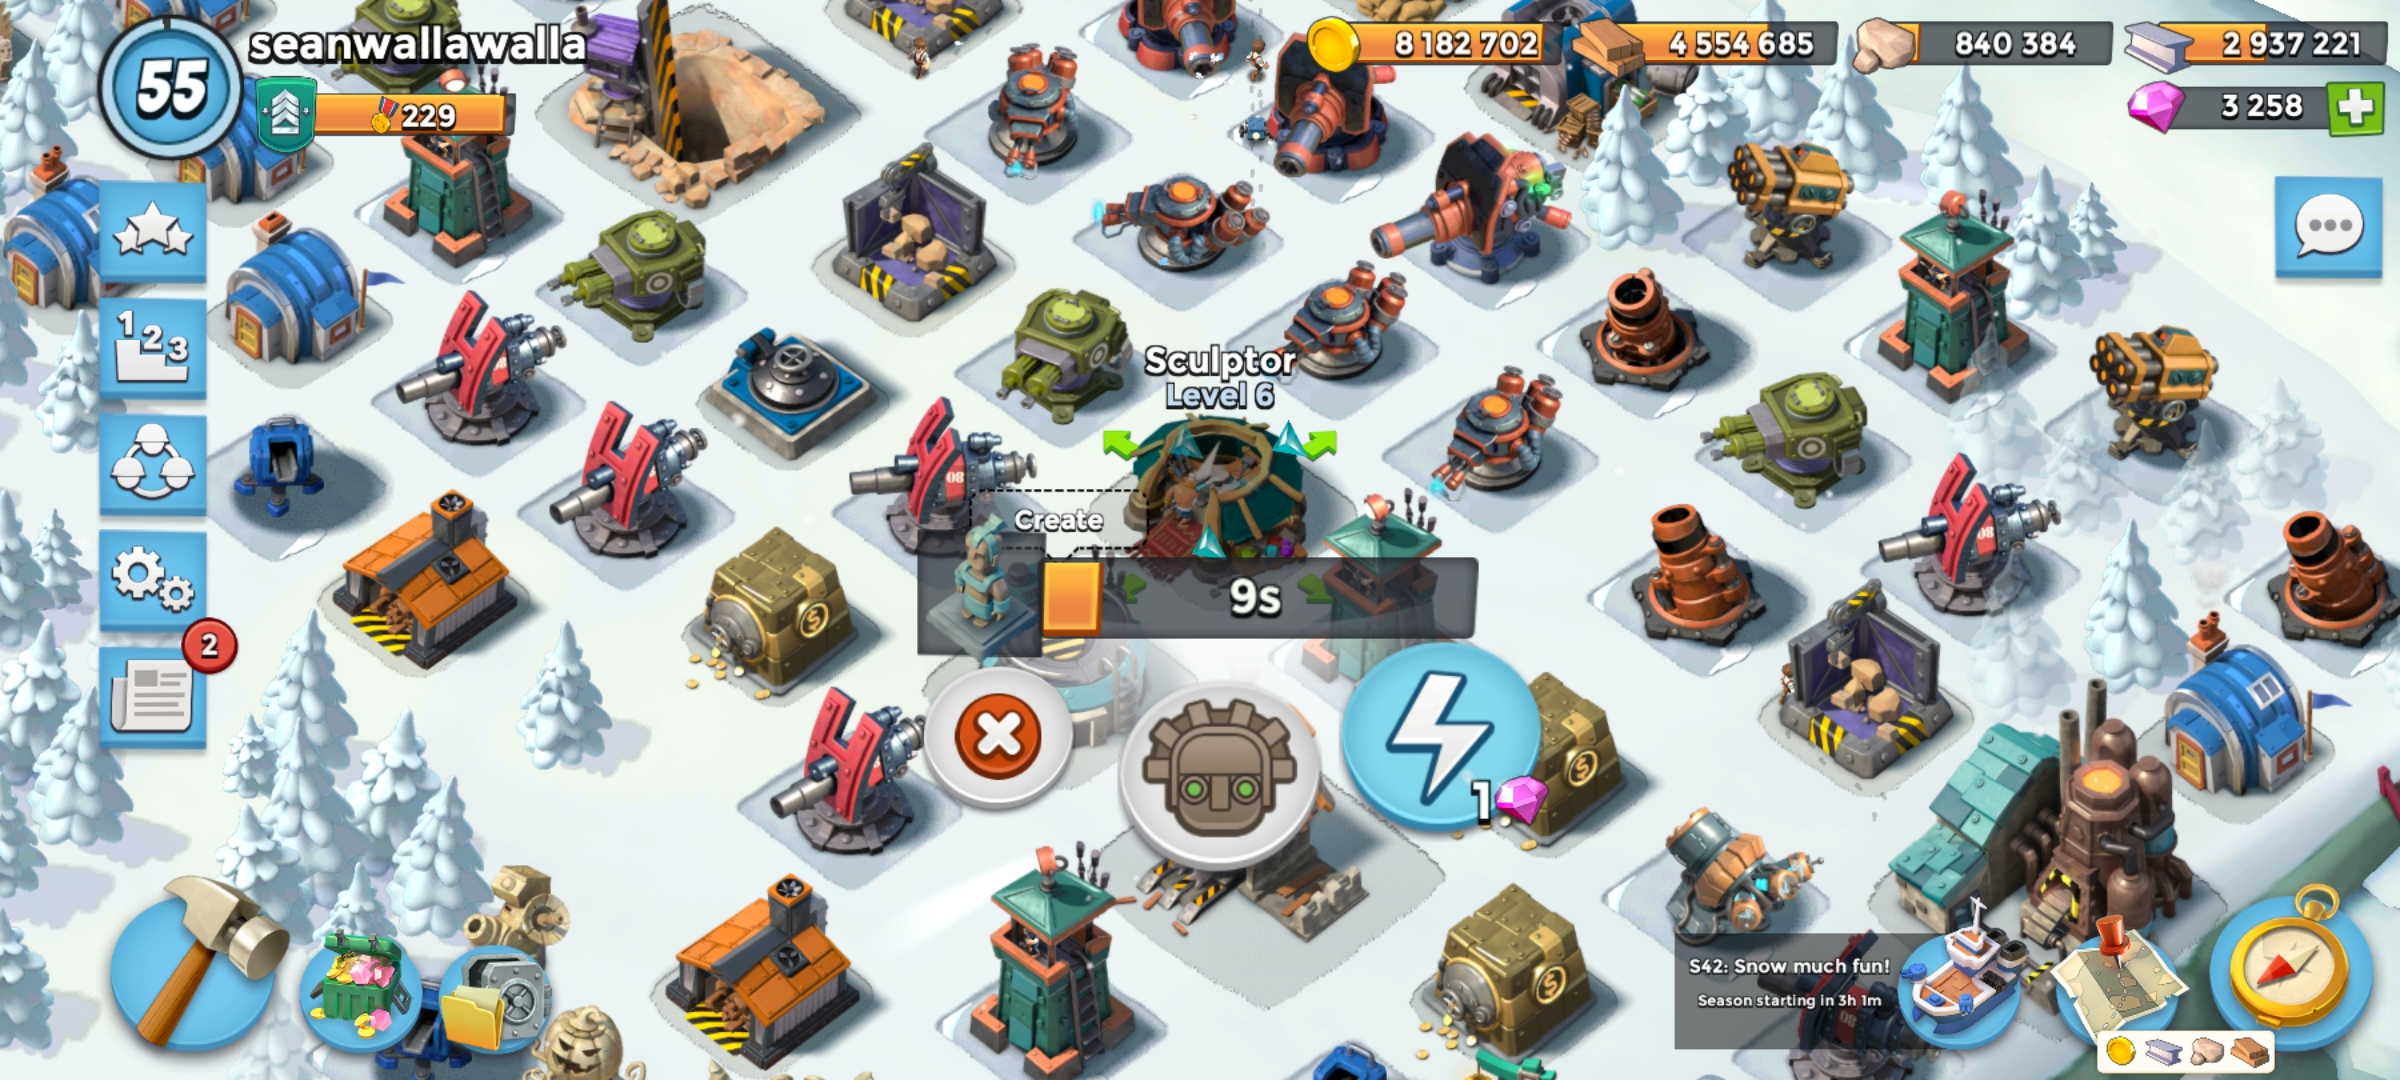 55
seanwallawalla
229
8 182 702
4 554 685
840 384
2 937 221
3 258
123
2
Sculptor
Level 6
Create
9s
1
S42: Snow much fun!
Season starting in 3h 1m